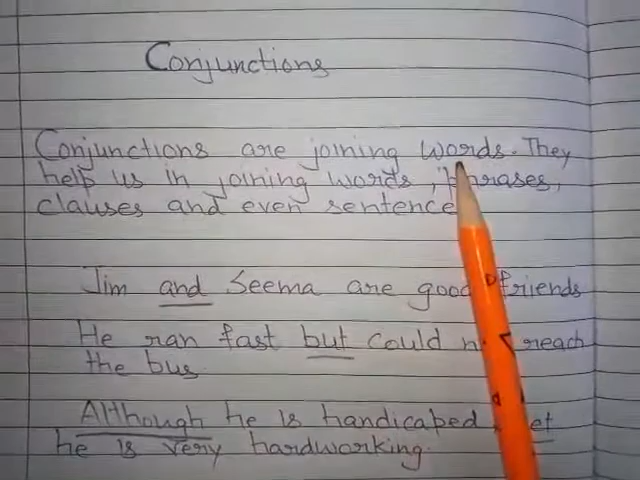 Conjunctions
Conjunctions are joining words. They
help us in joining words, phrases,
clauses and even sentence
Jim and Seema are good friends
He ran fast but could reach
the bus
Although he is handicaped
he is very hardworking.